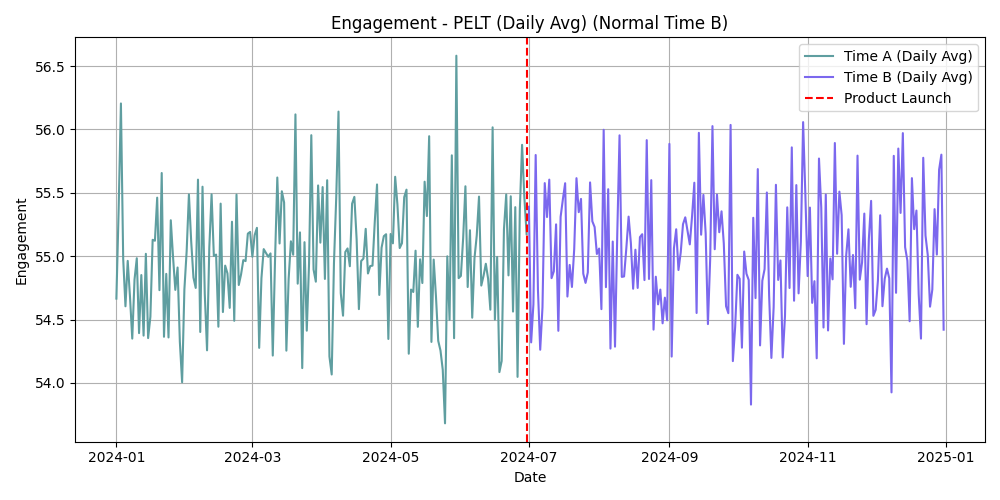 Engagement - PELT (Daily Avg) (Normal Time B)
Time A (Daily Avg)
Time B (Daily Avg)
Product Launch
Engagement
56.5
56.0
55.5
55.0
54.5
54.0
2024-01
2024-03
2024-05
2024-07
2024-09
2024-11
2025-01
Date